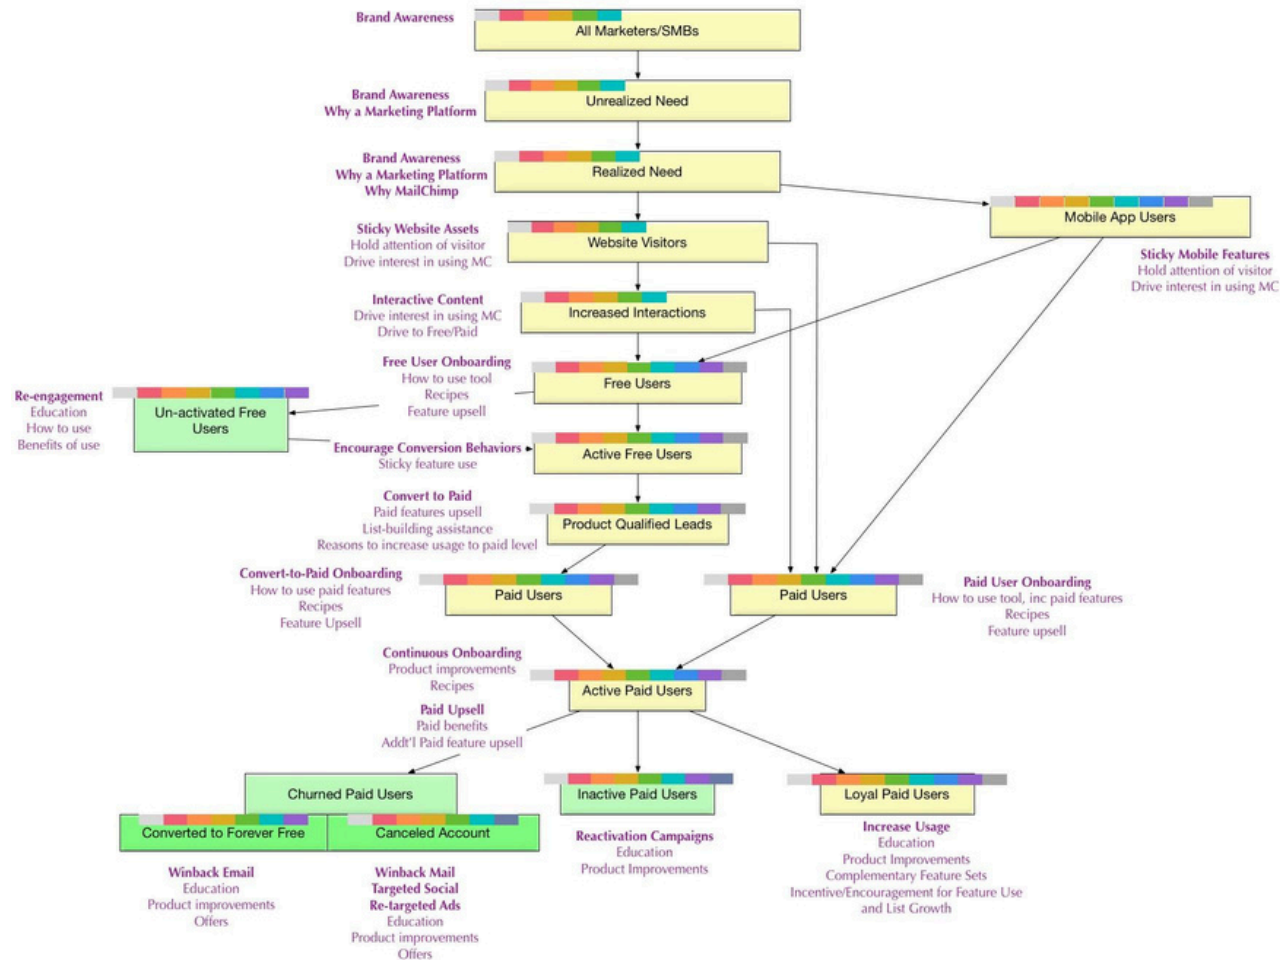 Brand Awareness
All Marketers/SMBs
Brand Awareness
Why a Marketing Platform
Unrealized Need
Brand Awareness
Why a Marketing Platform
Why MailChimp
Realized Need
Mobile App Users
Sticky Mobile Features
Hold attention of visitor
Drive interest in using MC
Sticky Website Assets
Hold attention of visitor
Drive interest in using MC
Website Visitors
Interactive Content
Drive interest in using MC
Drive to Free/Paid
Increased Interactions
Free User Onboarding
How to use tool
Recipes
Feature upsell
Free Users
Re-engagement
Education
How to use
Benefits of use
Un-activated Free
Users
Encourage Conversion Behaviors
Sticky feature use
Active Free Users
Convert to Paid
Paid features upsell
List-building assistance
Reasons to increase usage to paid level
Product Qualified Leads
Convert-to-Paid Onboarding
How to use paid features
Recipes
Feature Upsell
Paid Users
Paid Users
Paid User Onboarding
How to use tool, inc paid features
Recipes
Feature upsell
Continuous Onboarding
Product improvements
Recipes
Active Paid Users
Paid Upsell
Paid benefits
Addt'l Paid feature upsell
Churned Paid Users
Converted to Forever Free
Canceled Account
Inactive Paid Users
Loyal Paid Users
Winback Email
Education
Product improvements
Offers
Winback Mail
Targeted Social
Re-targeted Ads
Education
Product improvements
Offers
Reactivation Campaigns
Education
Product Improvements
Increase Usage
Education
Product Improvements
Complementary Feature Sets
Incentive/Encouragement for Feature Use
and List Growth